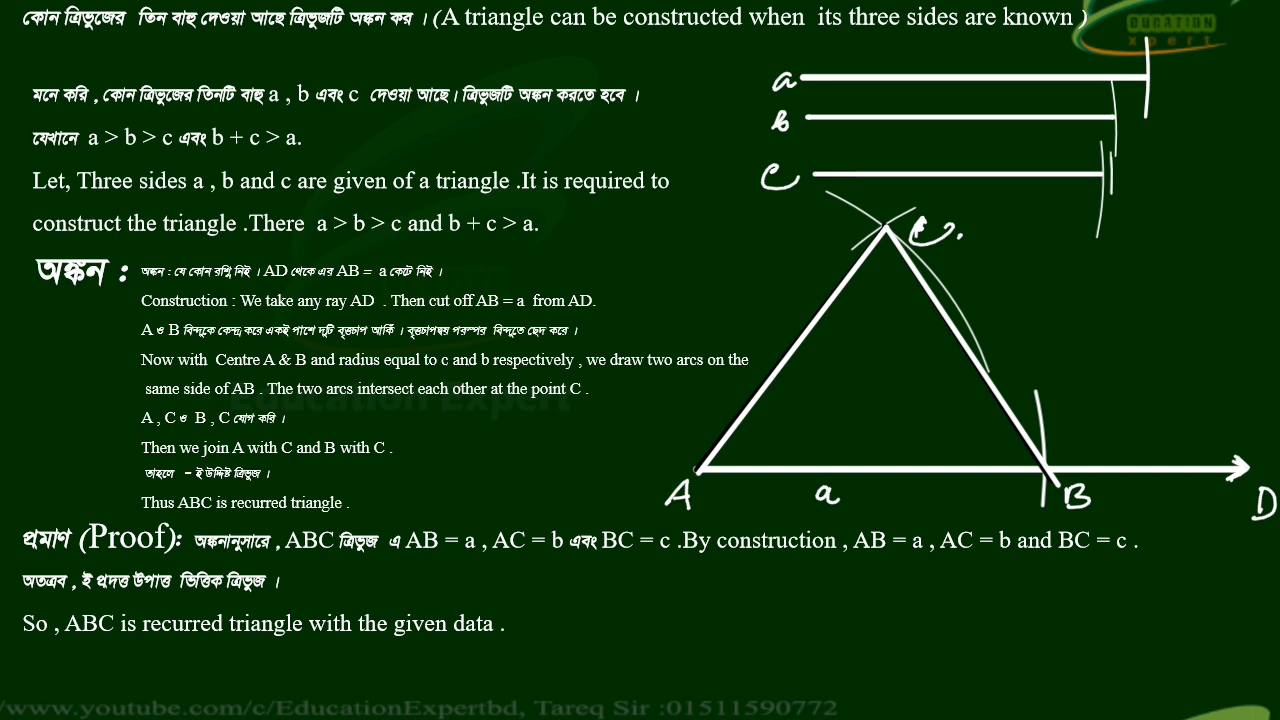 কোন ত্রিভুজের তিন বাহু দেওয়া আছে ত্রিভুজটি অঙ্কন কর । (A triangle can be constructed when its three sides are known )
মনে করি , কোন ত্রিভুজের তিনটি বাহু a , b এবং c দেওয়া আছে। ত্রিভুজটি অঙ্কন করতে হবে ।
যেখানে a > b > c এবং b + c > a.
Let, Three sides a , b and c are given of a triangle .It is required to
construct the triangle .There a > b > c and b + c > a.
অঙ্কন :
অঙ্কন : যে কোন রশ্মি নিই । AD থেকে এর AB = a কেটে নিই ।
Construction : We take any ray AD . Then cut off AB = a from AD.
A ও B বিন্দুকে কেন্দ্র করে একই পাশে দুটি বৃত্তচাপ আকিঁ । বৃত্তচাপদ্বয় পরস্পর বিন্দুতে ছেদ করে ।
Now with Centre A & B and radius equal to c and b respectively , we draw two arcs on the
same side of AB . The two arcs intersect each other at the point C .
A , C ও B , C যোগ করি ।
Then we join A with C and B with C .
তাহলে – ই উদ্দিষ্ট ত্রিভুজ ।
Thus ABC is recurred triangle .
প্রমাণ (Proof): অঙ্কনানুসারে , ABC ত্রিভুজ এ AB = a , AC = b এবং BC = c .By construction , AB = a , AC = b and BC = c .
অতত্রব , ই প্রদত্ত উপাত্ত ভিত্তিক ত্রিভুজ ।
So , ABC is recurred triangle with the given data .
a
b
c
C.
A
a
B
D
EDUCATION
xpert
Education Expert
/www.youtube.com/c/EducationExpertbd, Tareq Sir :01511590772